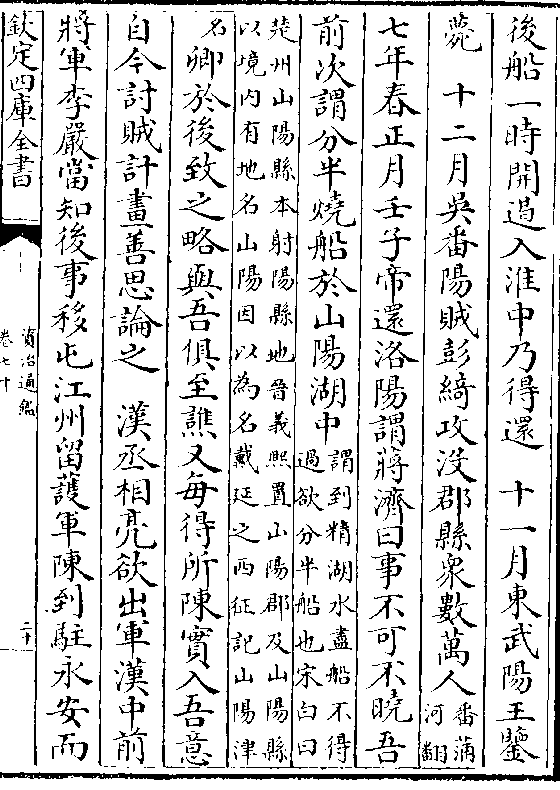 後船一時開遏入淮中乃得還　十一月東武陽王鑒
薨　十二月吳番陽賊彭綺攻没郡縣衆數萬人番蒲河翻
七年春正月壬子帝還洛陽謂蔣濟曰事不可不曉吾
前次謂分半燒船於山陽湖中謂到精湖水盡船不得過欲分半船也宋白曰
楚州山陽縣本射陽縣地晉義熙置山陽郡及山陽縣以境内有地名山陽因以為名戴延之西征記山陽津
名卿於後致之略與吾俱至譙又每得所陳實入吾意
自今討賊計畫善思論之　漢丞相亮欲出軍漢中前
將軍李嚴當知後事移屯江州留護軍陳到駐永安而
欽定四庫全書
資治通鑑
卷七十
二十